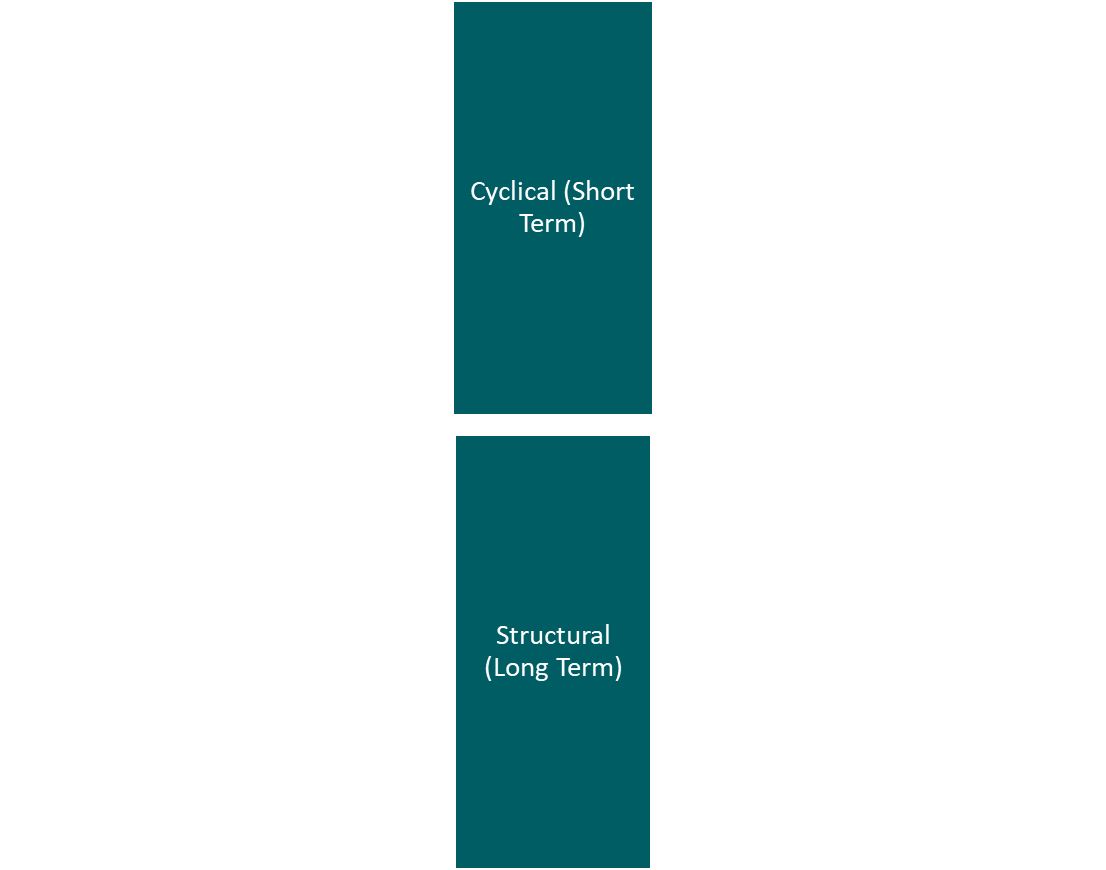 Cyclical (Short
Term)
Structural
(Long Term)